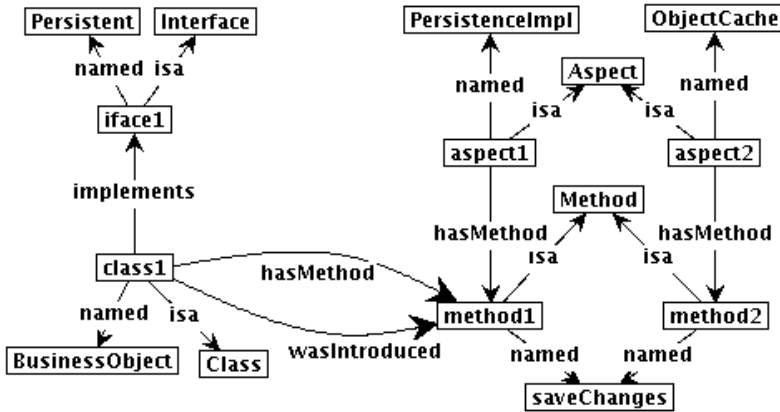 Persistent Interface PersistenceImpl ObjectCache
named isa named Aspect named
iface1 isa isa
aspect1 aspect2
implements Method
hasMethod hasMethod
class1 hasMethod isa isa
named isa method1 method2
BusinessObject Class wasIntroduced named named
saveChanges